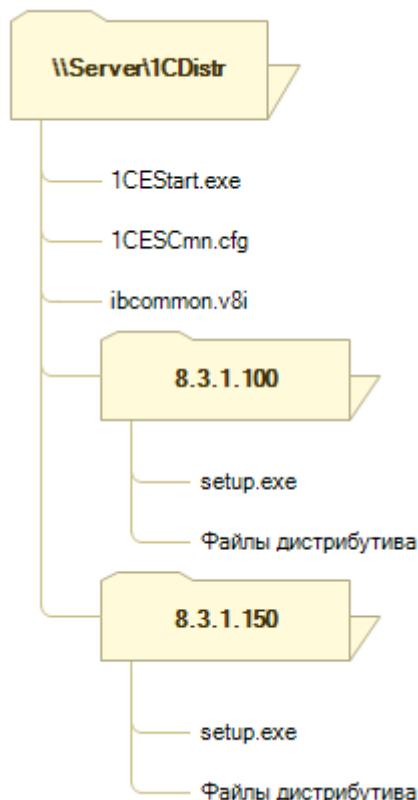 \\Server\1CDistr
1CEStart.exe
1CESCmn.cfg
ibcommon.v8i
8.3.1.100
setup.exe
Файлы дистрибутива
8.3.1.150
setup.exe
Файлы дистрибутива